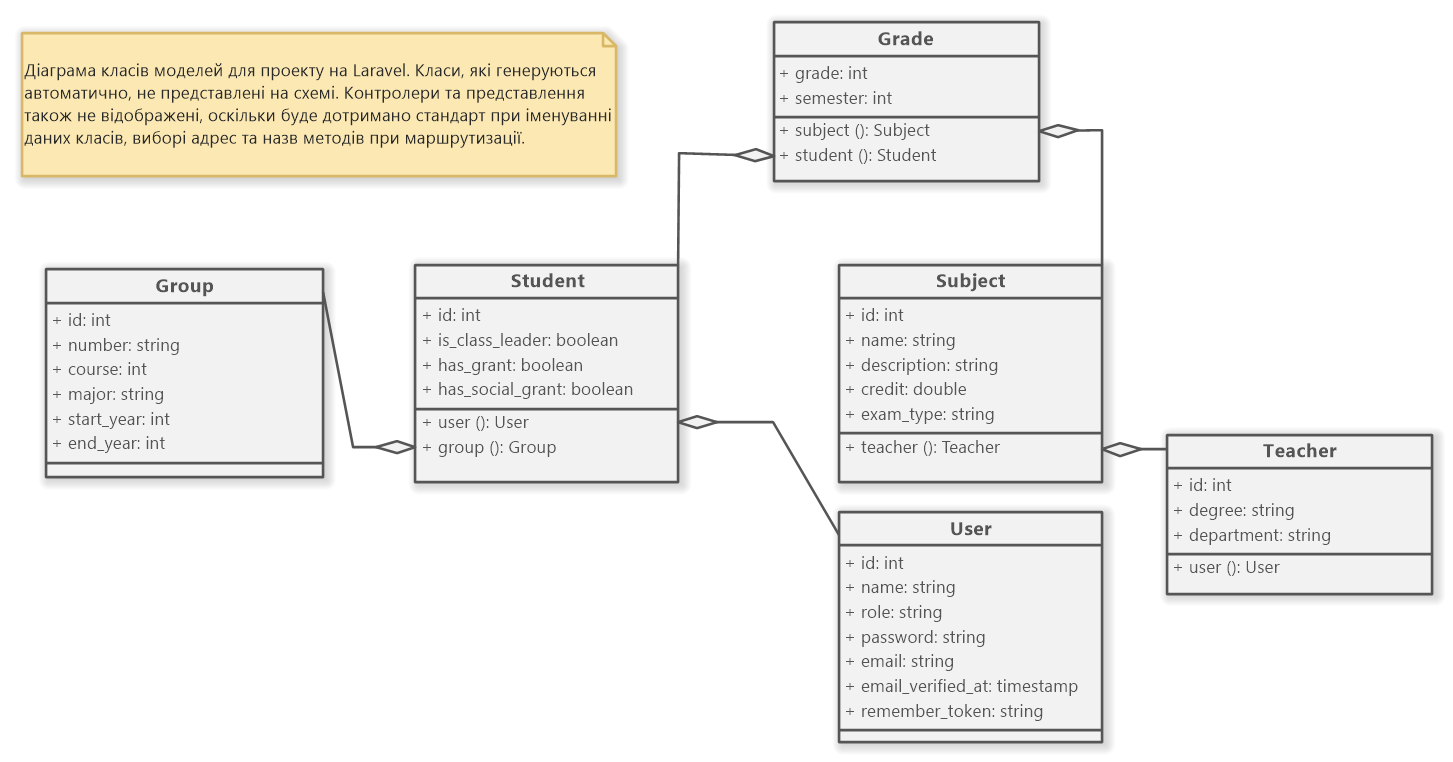 Діаграма класів моделей для проекту на Laravel. Класи, які генеруються
автоматично, не представлені на схемі. Контролери та представлення
також не відображені, оскільки буде дотримано стандарт при іменуванні
даних класів, виборі адрес та назв методів при маршрутизації.
Grade
+ grade: int
+ semester: int
+ subject (): Subject
+ student (): Student
Group
+ id: int
+ number: string
+ course: int
+ major: string
+ start_year: int
+ end_year: int
Student
+ id: int
+ is_class_leader: boolean
+ has_grant: boolean
+ has_social_grant: boolean
+ user (): User
+ group (): Group
Subject
+ id: int
+ name: string
+ description: string
+ credit: double
+ exam_type: string
+ teacher (): Teacher
Teacher
+ id: int
+ degree: string
+ department: string
+ user (): User
User
+ id: int
+ name: string
+ role: string
+ password: string
+ email: string
+ email_verified_at: timestamp
+ remember_token: string